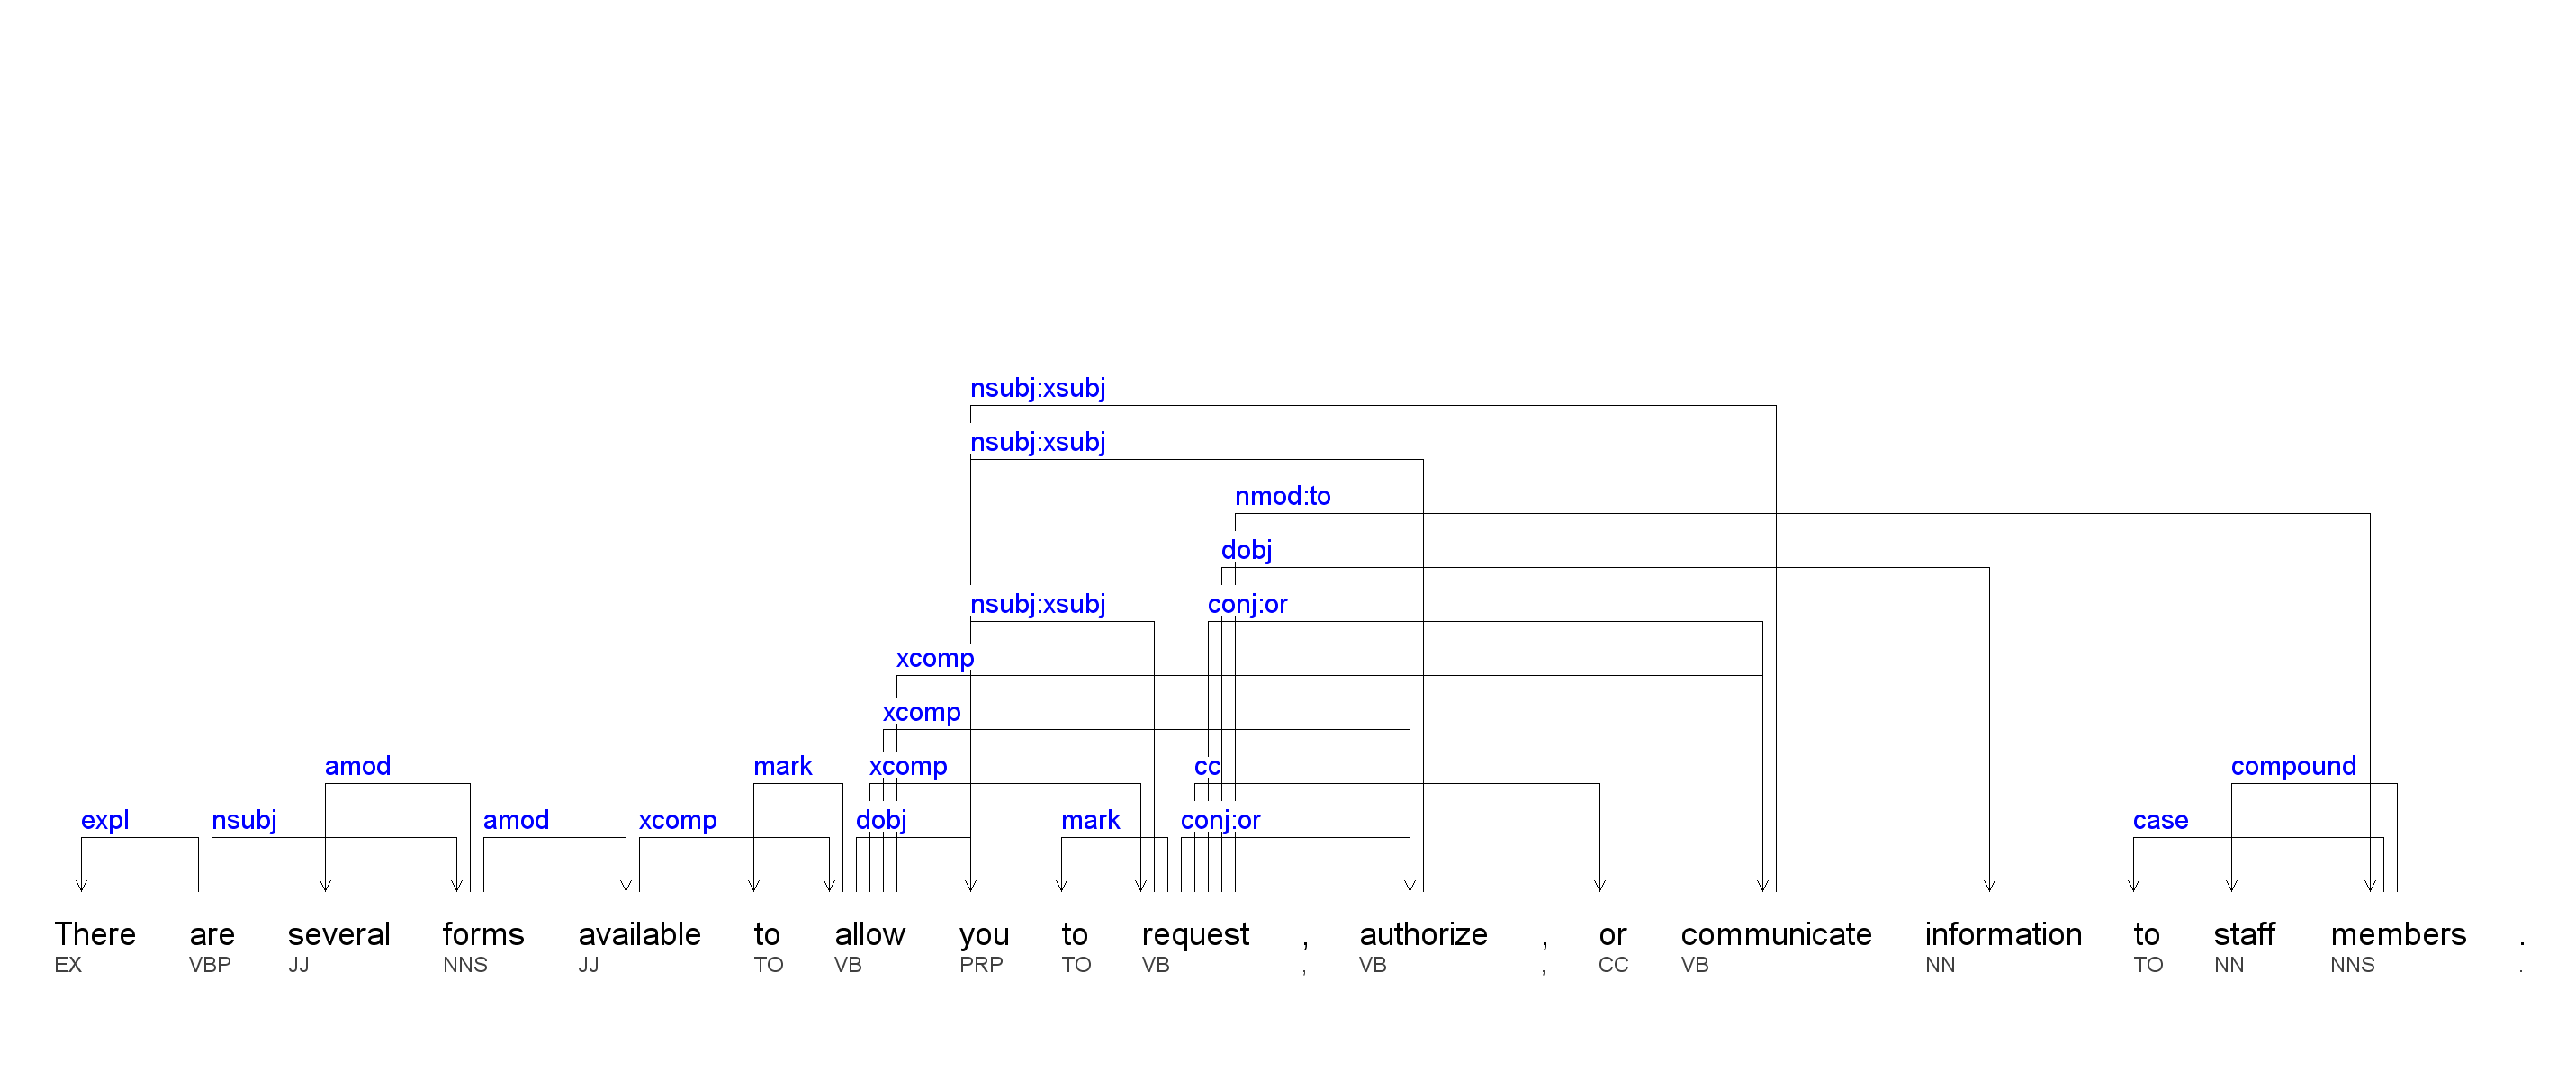 nsubj:xsubj
nsubj:xsubj
nmod:to
dobj
nsubj:xsubj conj:or
xcomp
xcomp
amod mark xcomp cc compound
expl nsubj amod xcomp dobj mark conj:or case
There are several forms available to allow you to request , authorize , or communicate information to staff members .
EX VBP JJ NNS JJ TO VB PRP TO VB , VB , CC VB NN TO NN NNS .